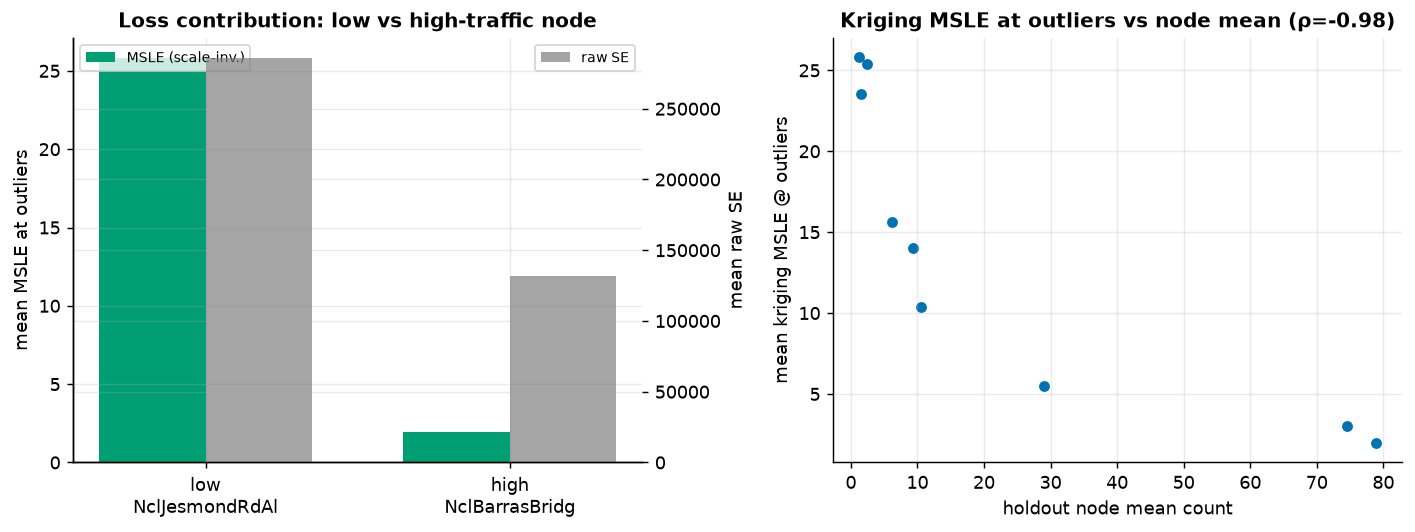 Loss contribution: low vs high-traffic node
MSLE (scale-inv.)
raw SE
mean MSLE at outliers
25
20
15
10
5
0
250000
200000
150000
100000
50000
0
mean raw SE
low
NclJesmondRdAl
high
NclBarrasBridg
Kriging MSLE at outliers vs node mean (ρ=-0.98)
mean kriging MSLE @ outliers
25
20
15
10
5
0 10 20 30 40 50 60 70 80
holdout node mean count